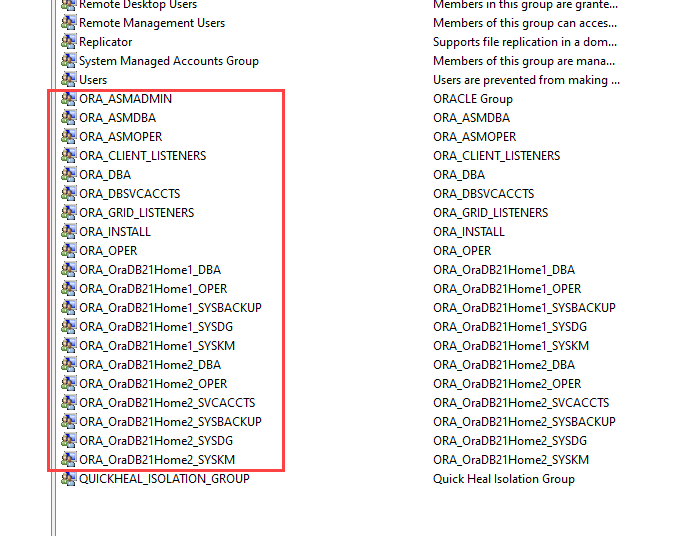 Remote Desktop Users Members in this group are grante...
Remote Management Users Members of this group can acces...
Replicator Supports file replication in a dom...
System Managed Accounts Group Members of this group are mana...
Users Users are prevented from making ...
ORA_ASMADMIN ORACLE Group
ORA_ASMDBA ORA_ASMDBA
ORA_ASMOPER ORA_ASMOPER
ORA_CLIENT_LISTENERS ORA_CLIENT_LISTENERS
ORA_DBA ORA_DBA
ORA_DBSVCACCTS ORA_DBSVCACCTS
ORA_GRID_LISTENERS ORA_GRID_LISTENERS
ORA_INSTALL ORA_INSTALL
ORA_OPER ORA_OPER
ORA_OraDB21Home1_DBA ORA_OraDB21Home1_DBA
ORA_OraDB21Home1_OPER ORA_OraDB21Home1_OPER
ORA_OraDB21Home1_SYSBACKUP ORA_OraDB21Home1_SYSBACKUP
ORA_OraDB21Home1_SYSDG ORA_OraDB21Home1_SYSDG
ORA_OraDB21Home1_SYSKM ORA_OraDB21Home1_SYSKM
ORA_OraDB21Home2_DBA ORA_OraDB21Home2_DBA
ORA_OraDB21Home2_OPER ORA_OraDB21Home2_OPER
ORA_OraDB21Home2_SVCACCTS ORA_OraDB21Home2_SVCACCTS
ORA_OraDB21Home2_SYSBACKUP ORA_OraDB21Home2_SYSBACKUP
ORA_OraDB21Home2_SYSDG ORA_OraDB21Home2_SYSDG
ORA_OraDB21Home2_SYSKM ORA_OraDB21Home2_SYSKM
QUICKHEAL_ISOLATION_GROUP Quick Heal Isolation Group